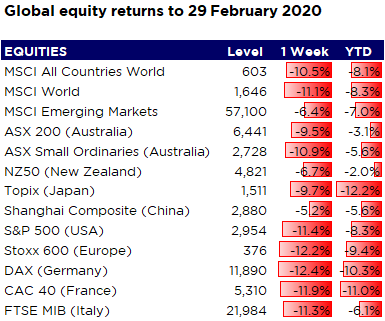 Global equity returns to 29 February 2020
EQUITIES Level 1 Week YTD
MSCI All Countries World 603 -10.5% -8.1%
MSCI World 1,646 -11.1% -8.3%
MSCI Emerging Markets 57,100 -6.4% -7.0%
ASX 200 (Australia) 6,441 -9.5% -3.1%
ASX Small Ordinaries (Australia) 2,728 -10.9% -5.6%
NZ50 (New Zealand) 4,821 -6.7% -2.0%
Topix (Japan) 1,511 -9.7% -12.2%
Shanghai Composite (China) 2,880 -5.2% -5.6%
S&P 500 (USA) 2,954 -11.4% -8.3%
Stoxx 600 (Europe) 376 -12.2% -9.4%
DAX (Germany) 11,890 -12.4% -10.3%
CAC 40 (France) 5,310 -11.9% -11.0%
FTSE MIB (Italy) 21,984 -11.3% -6.1%